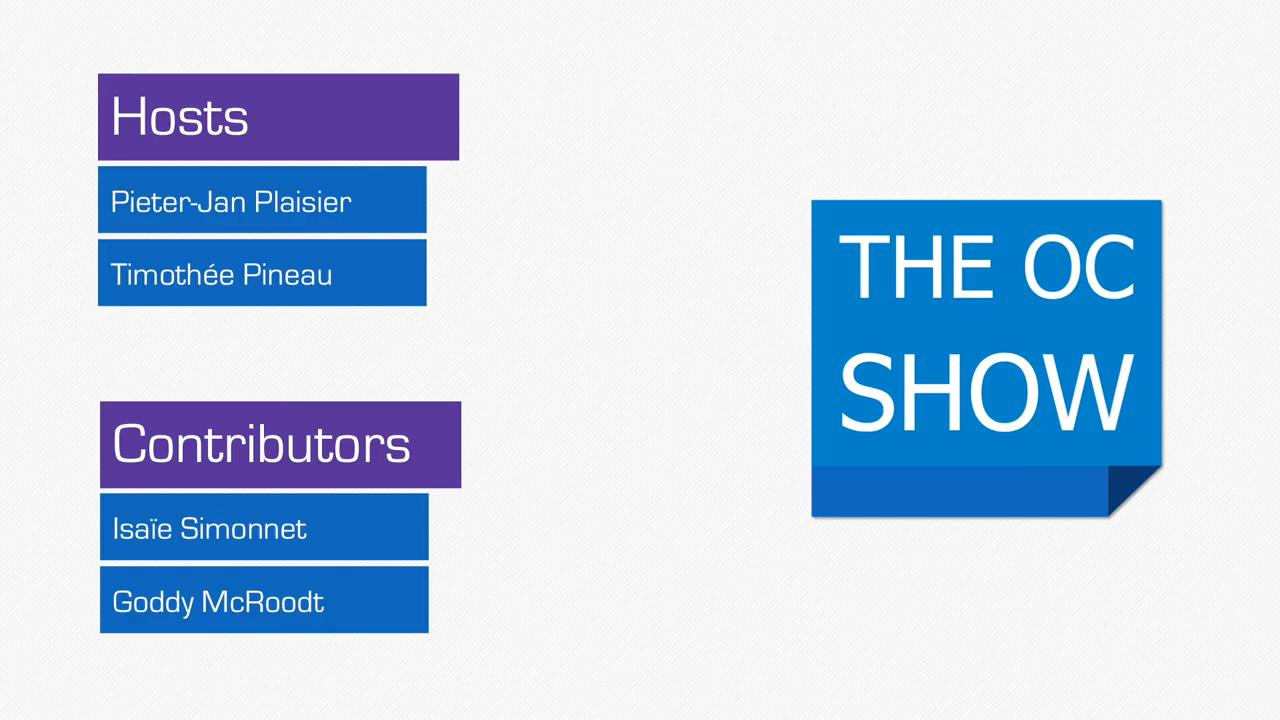 Hosts
Pieter-Jan Plaisier
Timothée Pineau
Contributors
Isaïe Simonnet
Goddy McRoodt
THE OC
SHOW